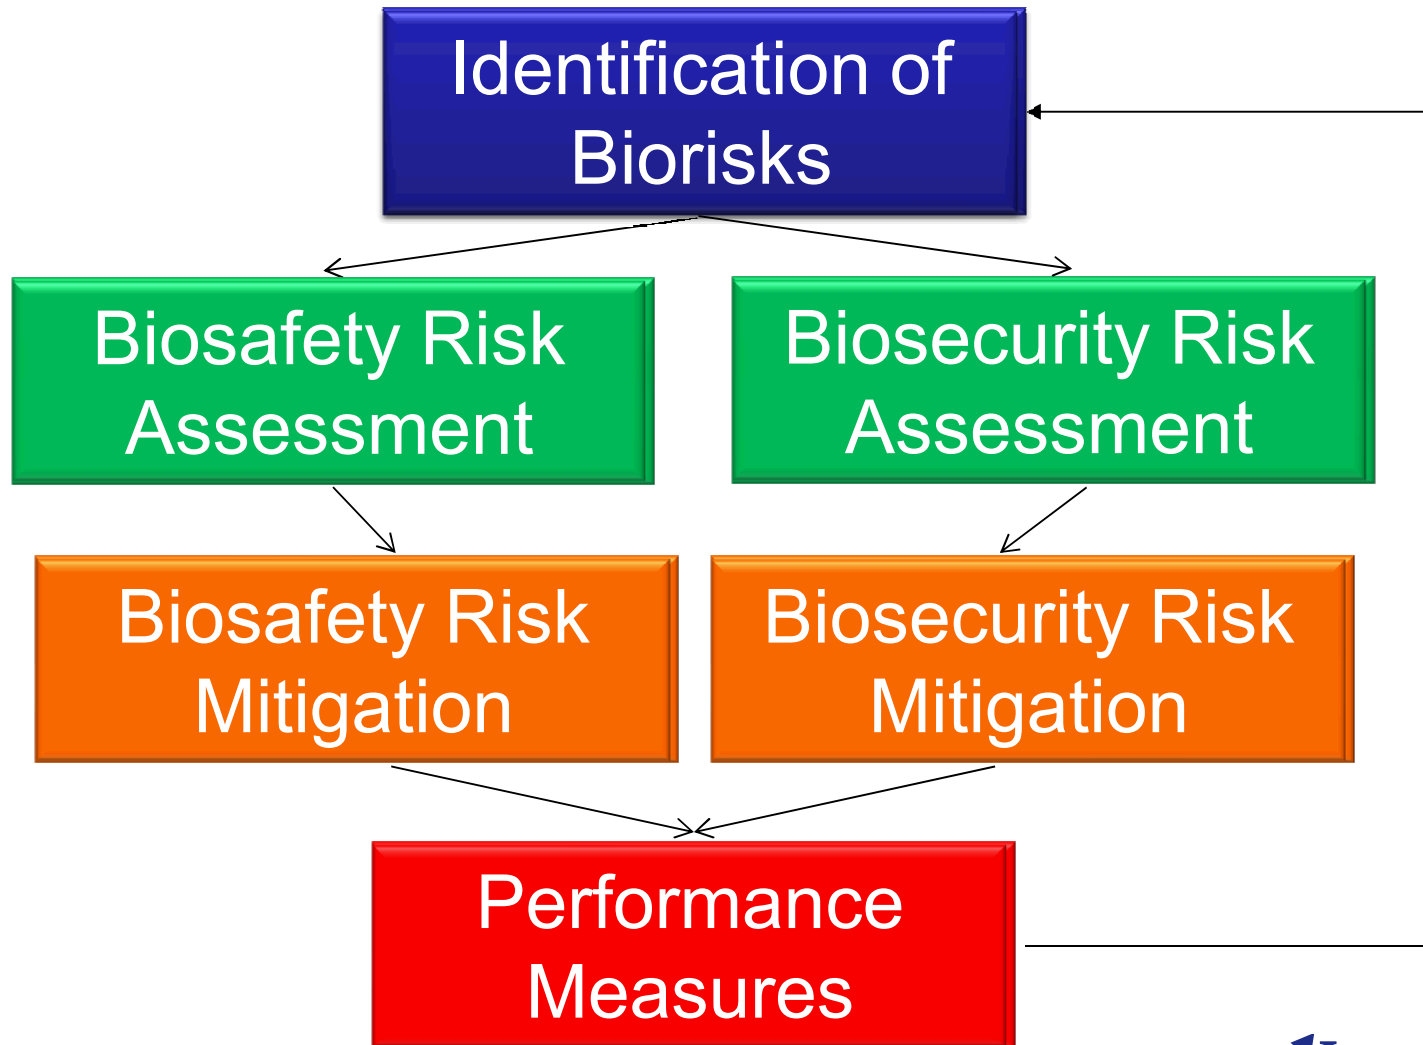 Identification of
Biorisks
Biosafety Risk
Assessment
Biosecurity Risk
Assessment
Biosafety Risk
Mitigation
Biosecurity Risk
Mitigation
Performance
Measures